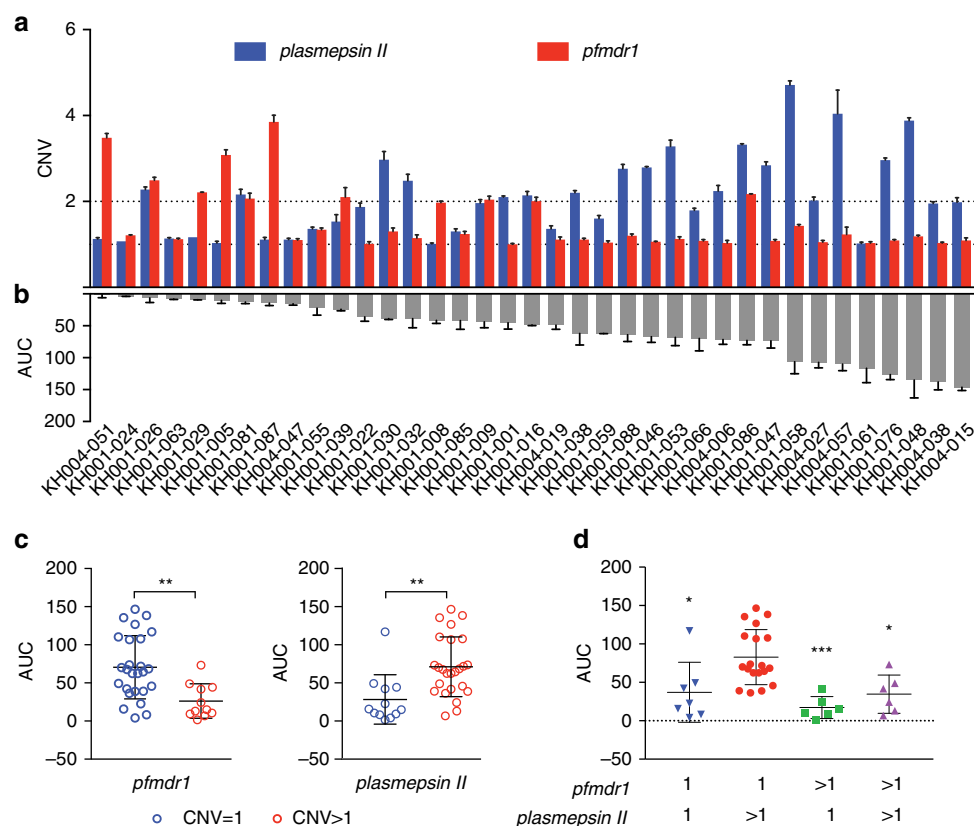 a
6
4
2
1
CNV
plasmepsin II
pfmdr1
b
50
100
150
200
AUC
KH004-051
KH001-024
KH001-026
KH001-063
KH001-029
KH001-005
KH001-081
KH001-087
KH004-047
KH001-055
KH001-039
KH001-022
KH001-030
KH001-032
KH001-008
KH001-085
KH001-009
KH001-001
KH001-016
KH004-019
KH001-038
KH001-059
KH001-088
KH001-046
KH001-053
KH001-066
KH004-006
KH001-086
KH001-047
KH001-058
KH004-027
KH004-057
KH001-061
KH001-076
KH001-048
KH004-038
KH004-015
c
200
150
100
50
0
–50
AUC
**
pfmdr1
200
150
100
50
0
–50
AUC
**
plasmepsin II
CNV=1 CNV>1
d
200
150
100
50
0
–50
AUC
* *** *
pfmdr1 1 1 >1 >1
plasmepsin II 1 >1 1 >1